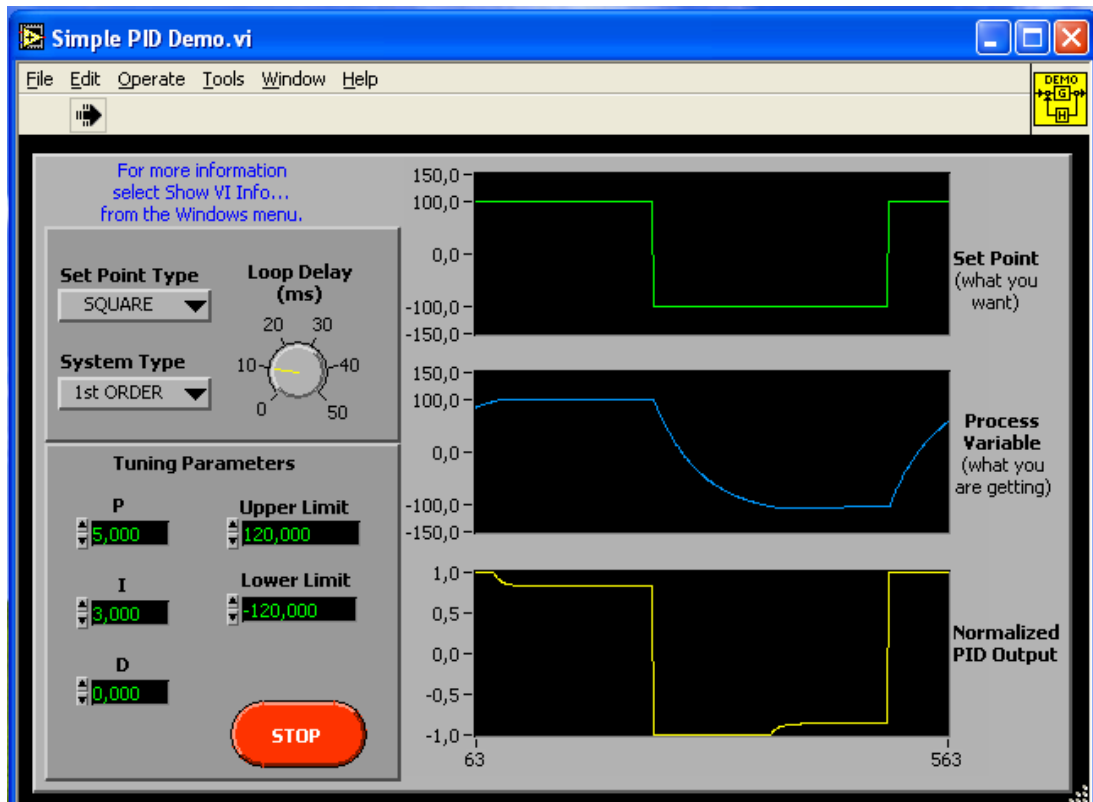 Simple PID Demo.vi
File Edit Operate Tools Window Help
DEMO
G
H
For more information
select Show VI Info...
from the Windows menu.
Set Point Type
SQUARE
System Type
1st ORDER
Loop Delay
(ms)
0
10
20
30
40
50
Tuning Parameters
P
5,000
I
3,000
D
0,000
Upper Limit
120,000
Lower Limit
-120,000
STOP
150,0
100,0
0,0
-100,0
-150,0
Set Point
(what you
want)
150,0
100,0
0,0
-100,0
-150,0
Process
Variable
(what you
are getting)
1,0
0,5
0,0
-0,5
-1,0
63
563
Normalized
PID Output